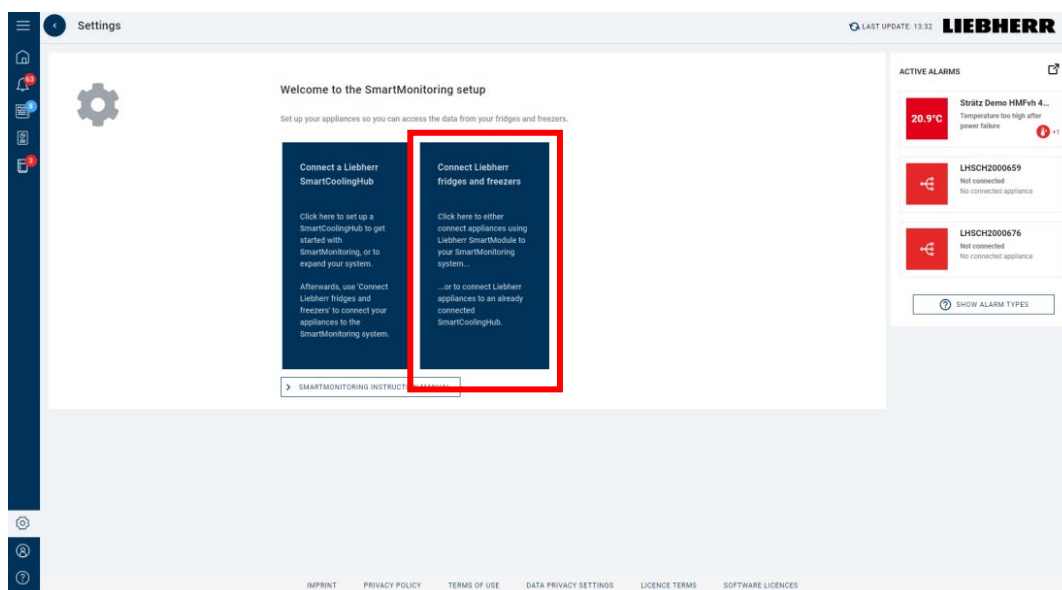 Settings
LAST UPDATE: 13:32
LIEBHERR
63
8
3
Welcome to the SmartMonitoring setup
Set up your appliances so you can access the data from your fridges and freezers.
Connect a Liebherr
SmartCoolingHub
Click here to set up a
SmartCoolingHub to get
started with
SmartMonitoring, or to
expand your system.
Afterwards, use 'Connect
Liebherr fridges and
freezers' to connect your
appliances to the
SmartMonitoring system.
Connect Liebherr
fridges and freezers
Click here to either
connect appliances using
Liebherr SmartModule to
your SmartMonitoring
system...
...or to connect Liebherr
appliances to an already
connected
SmartCoolingHub.
SMARTMONITORING INSTRUCTION MANUAL
ACTIVE ALARMS
20.9°C
Strätz Demo HMFvh 4...
Temperature too high after
power failure
+1
LHSCH2000659
Not connected
No connected appliance
LHSCH2000676
Not connected
No connected appliance
SHOW ALARM TYPES
IMPRINT PRIVACY POLICY TERMS OF USE DATA PRIVACY SETTINGS LICENCE TERMS SOFTWARE LICENCES